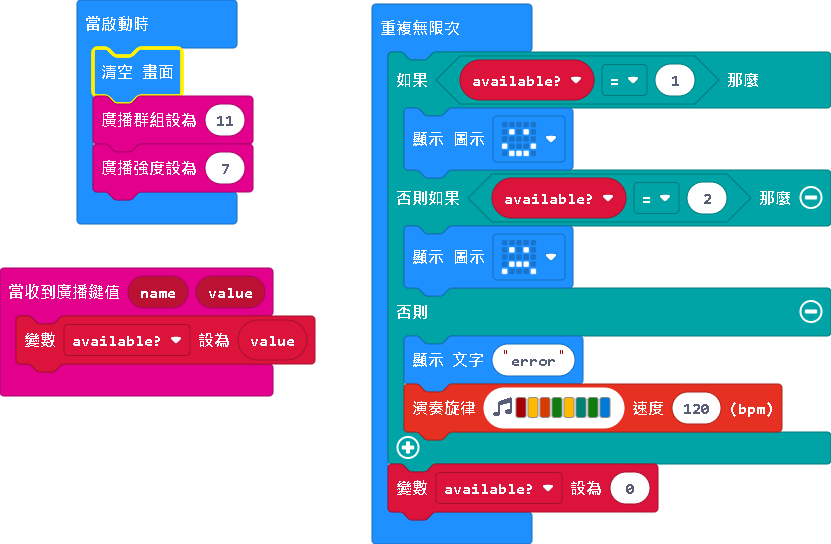 當啟動時
清空 畫面
廣播群組設為 11
廣播強度設為 7
當收到廣播鍵值 name value
變數 available? 設為 value
重複無限次
如果 available? = 1 那麼
顯示 圖示
否則如果 available? = 2 那麼
顯示 圖示
否則
顯示 文字 "error"
演奏旋律 速度 120 (bpm)
變數 available? 設為 0